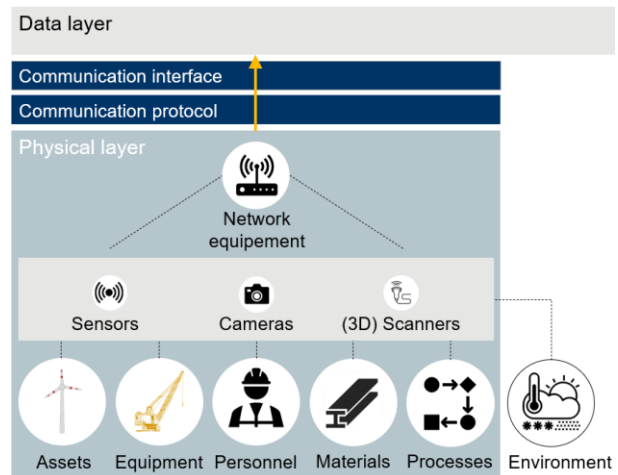 Data layer
Communication interface
Communication protocol
Physical layer
Network
equipement
Sensors
Cameras
(3D) Scanners
Assets
Equipment
Personnel
Materials
Processes
Environment